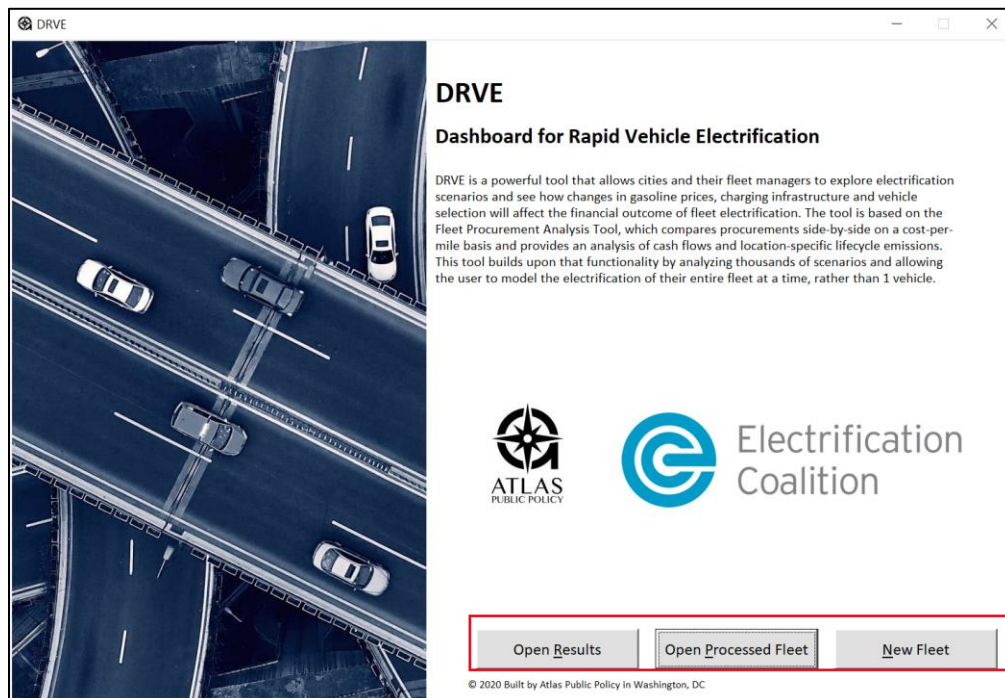 DRVE
DRVE
Dashboard for Rapid Vehicle Electrification
DRVE is a powerful tool that allows cities and their fleet managers to explore electrification
scenarios and see how changes in gasoline prices, charging infrastructure and vehicle
selection will affect the financial outcome of fleet electrification. The tool is based on the
Fleet Procurement Analysis Tool, which compares procurements side-by-side on a cost-per-
mile basis and provides an analysis of cash flows and location-specific lifecycle emissions.
This tool builds upon that functionality by analyzing thousands of scenarios and allowing
the user to model the electrification of their entire fleet at a time, rather than 1 vehicle.
ATLAS
PUBLIC POLICY
Electrification
Coalition
Open Results
Open Processed Fleet
New Fleet
© 2020 Built by Atlas Public Policy in Washington, DC